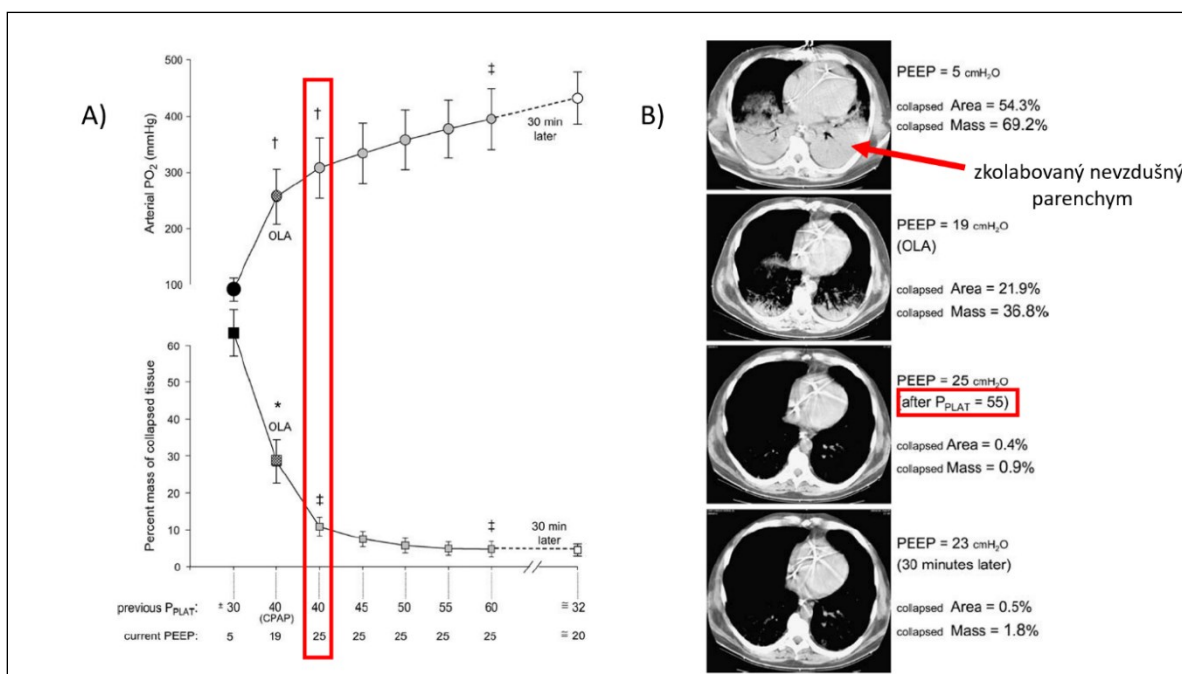 A)
500
400
300
200
100
Arterial PO₂ (mmHg)
†
OLA
†
‡
30 min
later
60
50
40
30
20
10
0
Percent mass of collapsed tissue
*
OLA
‡
‡
30 min
later
previous P_PLAT: ± 30 40 40 45 50 55 60 ≅ 32
(CPAP)
current PEEP: 5 19 25 25 25 25 25 ≅ 20
B)
PEEP = 5 cmH₂O
collapsed Area = 54.3%
collapsed Mass = 69.2%
zkolabovaný nevzdušný
parenchym
PEEP = 19 cmH₂O
(OLA)
collapsed Area = 21.9%
collapsed Mass = 36.8%
PEEP = 25 cmH₂O
(after P_PLAT = 55)
collapsed Area = 0.4%
collapsed Mass = 0.9%
PEEP = 23 cmH₂O
(30 minutes later)
collapsed Area = 0.5%
collapsed Mass = 1.8%